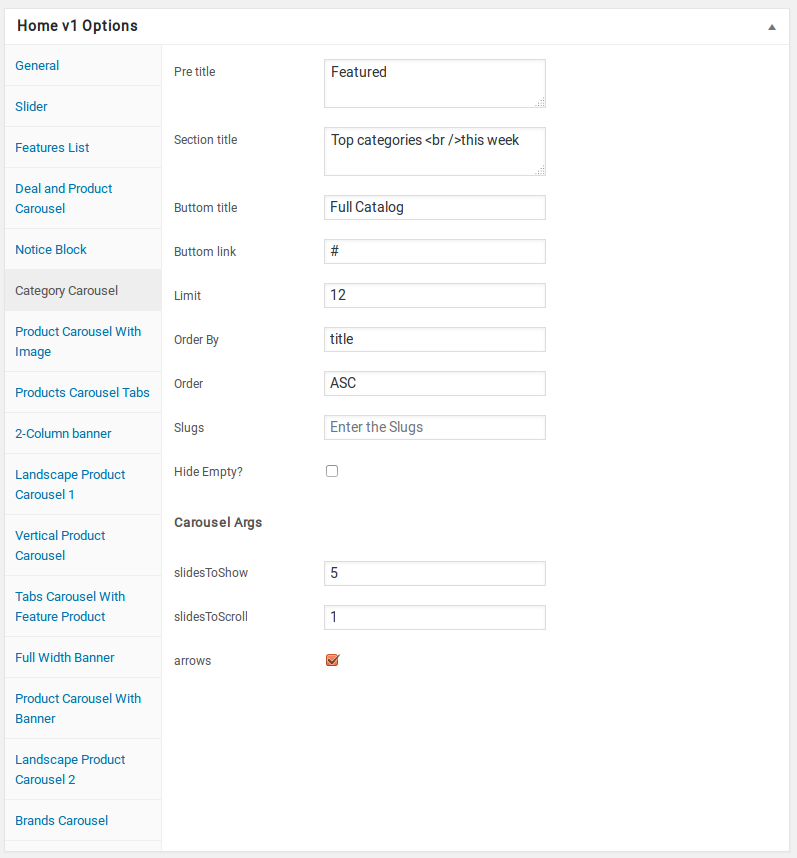 Home v1 Options
General
Slider
Features List
Deal and Product
Carousel
Notice Block
Category Carousel
Product Carousel With
Image
Products Carousel Tabs
2-Column banner
Landscape Product
Carousel 1
Vertical Product
Carousel
Tabs Carousel With
Feature Product
Full Width Banner
Product Carousel With
Banner
Landscape Product
Carousel 2
Brands Carousel
Pre title
Featured
Section title
Top categories <br />this week
Buttom title
Full Catalog
Buttom link
#
Limit
12
Order By
title
Order
ASC
Slugs
Enter the Slugs
Hide Empty?
Carousel Args
slidesToShow
5
slidesToScroll
1
arrows